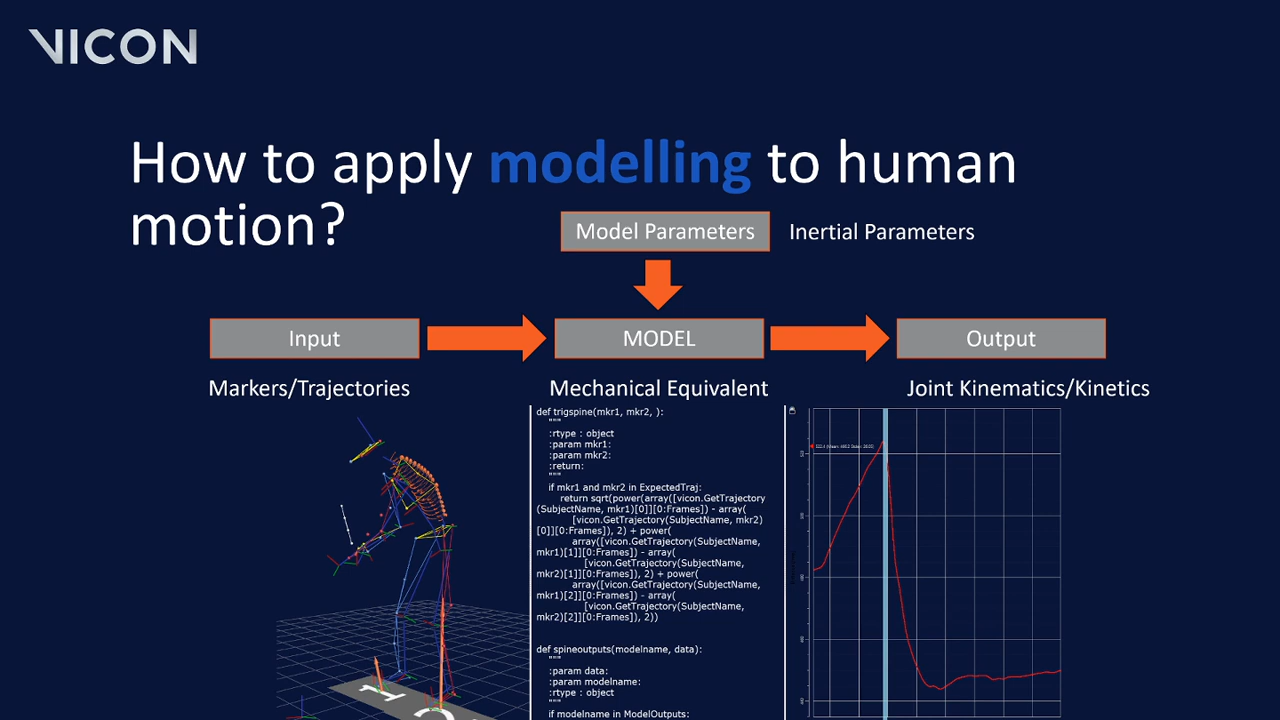 VICON
How to apply modelling to human
motion?
Model Parameters
Inertial Parameters
Input
MODEL
Output
Markers/Trajectories
Mechanical Equivalent
Joint Kinematics/Kinetics
def trigspine(mkr1, mkr2, ):
"""
:rtype : object
:param mkr1:
:param mkr2:
:return:
"""
if mkr1 and mkr2 in ExpectedTraj:
return sqrt(power(array([vicon.GetTrajectory
(SubjectName, mkr1)[0]][0:Frames]) - array(
[vicon.GetTrajectory(SubjectName, mkr2)
[0]][0:Frames]), 2) + power(
array([vicon.GetTrajectory(SubjectName,
mkr1)[1]][0:Frames]) - array(
[vicon.GetTrajectory(SubjectName,
mkr2)[1]][0:Frames]), 2) + power(
array([vicon.GetTrajectory(SubjectName,
mkr1)[2]][0:Frames]) - array(
[vicon.GetTrajectory(SubjectName,
mkr2)[2]][0:Frames]), 2))
def spineoutputs(modelname, data):
"""
:param data:
:param modelname:
:rtype : object
"""
if modelname in ModelOutputs: